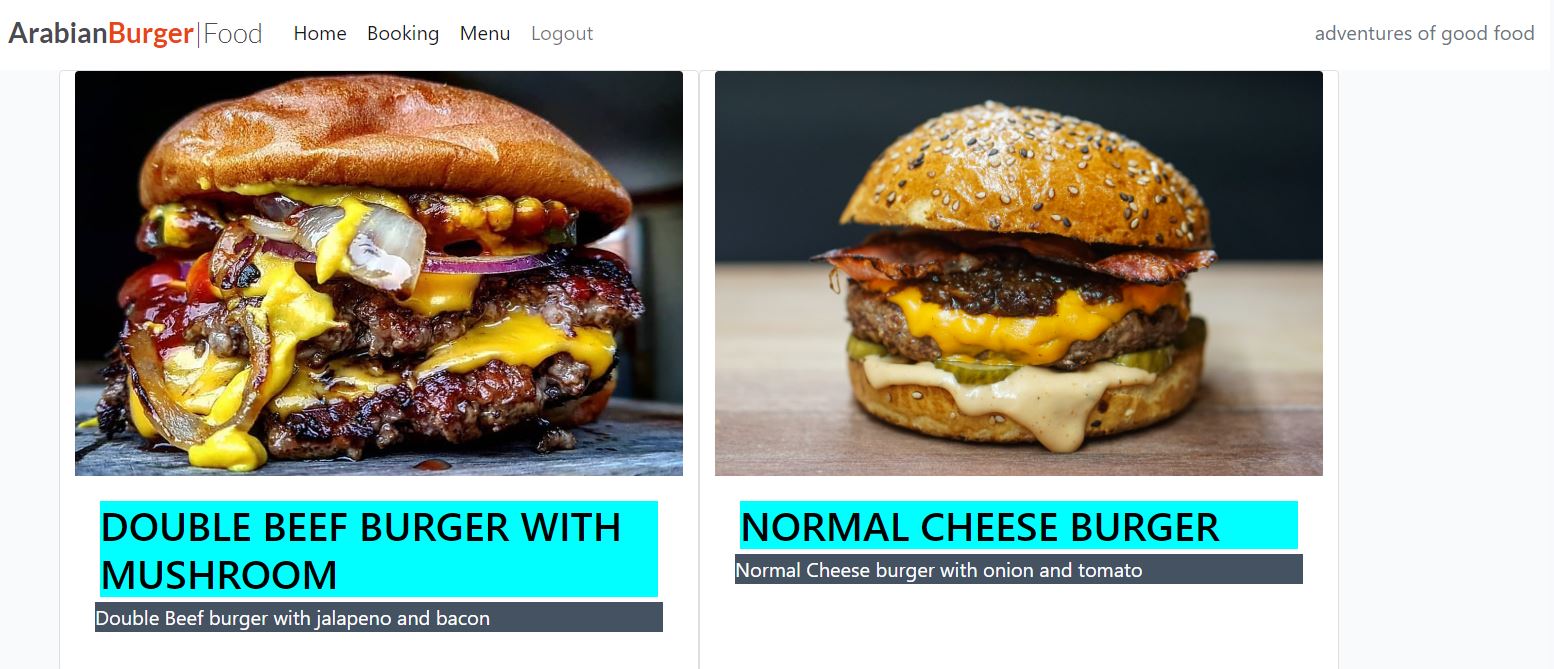 ArabianBurger|Food Home Booking Menu Logout adventures of good food
DOUBLE BEEF BURGER WITH
MUSHROOM
Double Beef burger with jalapeno and bacon
NORMAL CHEESE BURGER
Normal Cheese burger with onion and tomato